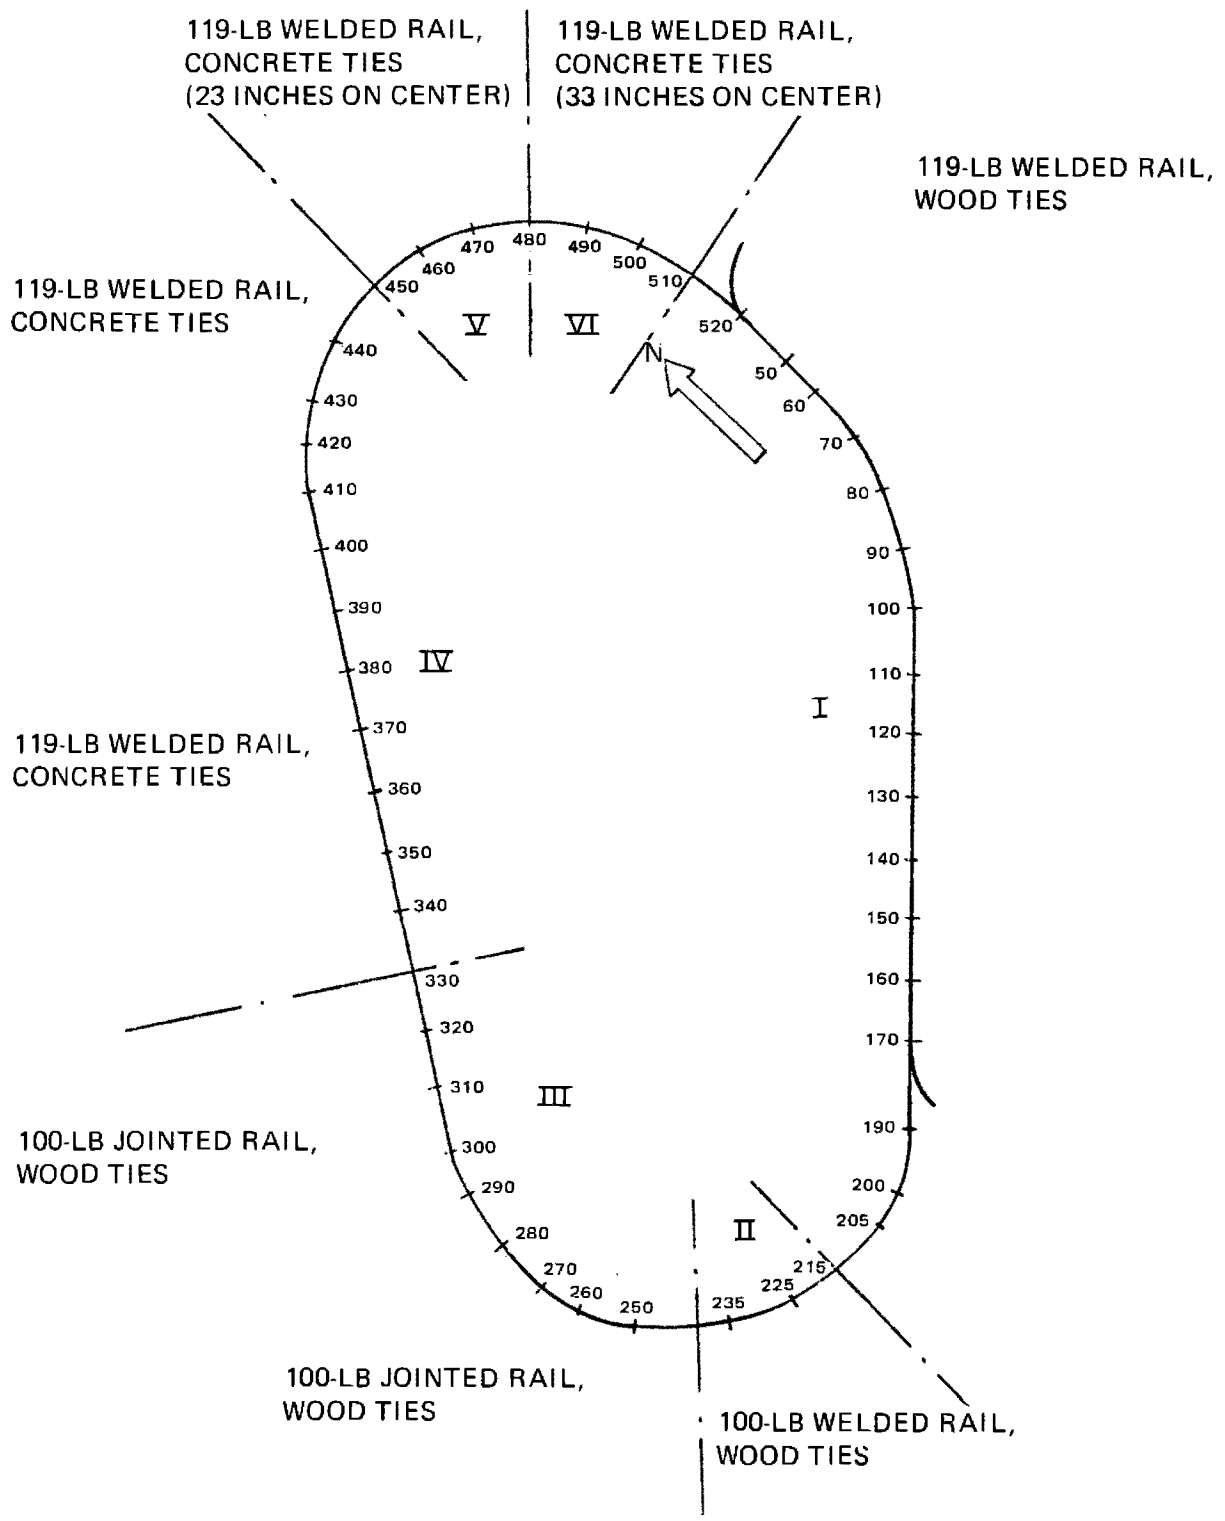 119-LB WELDED RAIL,
CONCRETE TIES
(23 INCHES ON CENTER)
119-LB WELDED RAIL,
CONCRETE TIES
(33 INCHES ON CENTER)
119-LB WELDED RAIL,
WOOD TIES
119-LB WELDED RAIL,
CONCRETE TIES
450
460
470
480
490
500
510
520
V
VI
N
440
430
420
410
400
390
380
370
360
350
340
330
320
310
300
290
280
270
260
250
235
225
215
205
200
190
170
160
150
140
130
120
110
100
90
80
70
60
50
IV
I
III
II
119-LB WELDED RAIL,
CONCRETE TIES
100-LB JOINTED RAIL,
WOOD TIES
100-LB JOINTED RAIL,
WOOD TIES
100-LB WELDED RAIL,
WOOD TIES